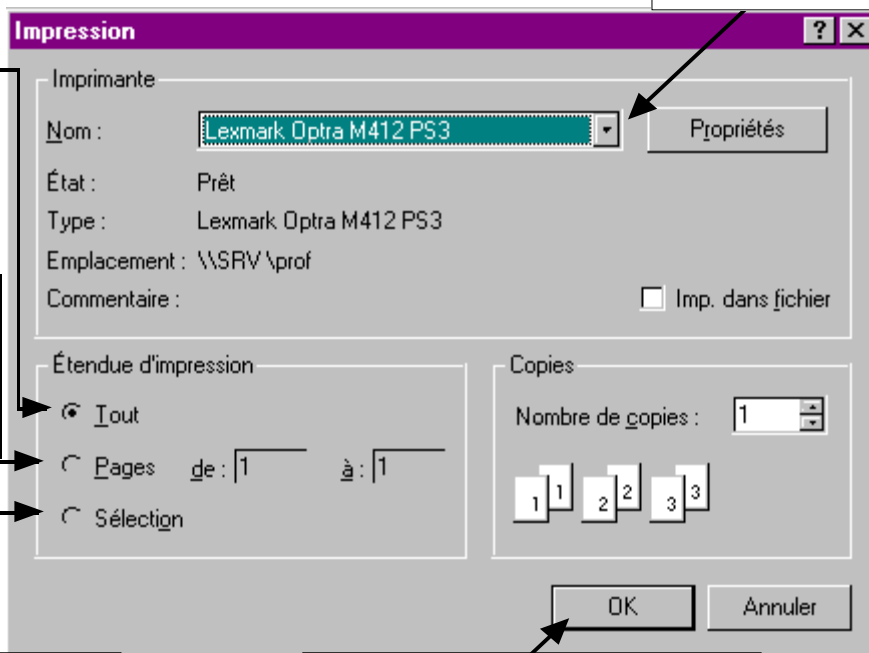 Impression
Imprimante
Nom : Lexmark Optra M412 PS3 Propriétés
État : Prêt
Type : Lexmark Optra M412 PS3
Emplacement : \\SRV\prof
Commentaire : Imp. dans fichier
Étendue d'impression
Tout
Pages de : 1 à : 1
Sélection
Copies
Nombre de copies : 1
1 1 2 2 3 3
OK Annuler